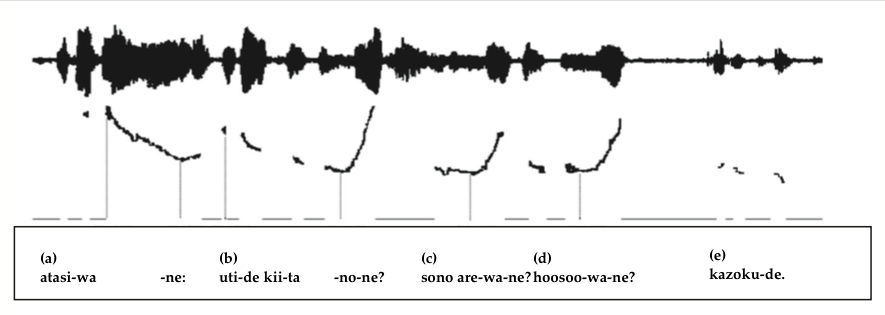 (a) (b) (c) (d) (e)
atasi-wa -ne: uti-de kii-ta -no-ne? sono are-wa-ne? hoosoo-wa-ne? kazoku-de.